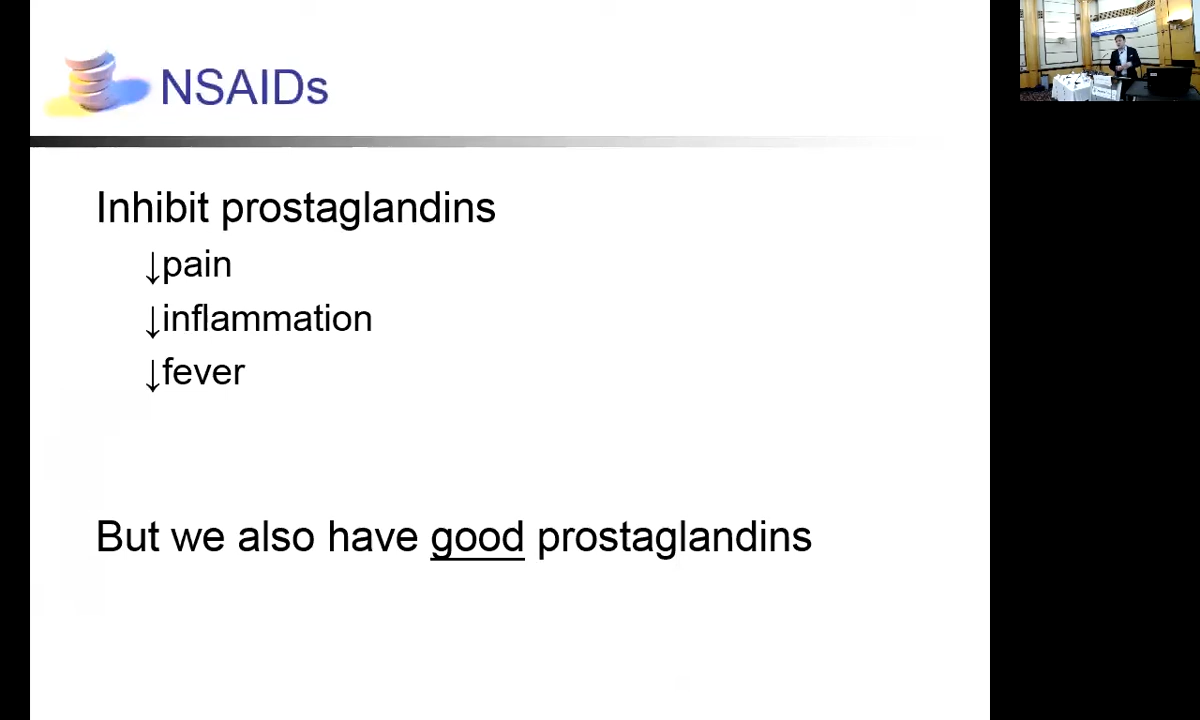 NSAIDs
Inhibit prostaglandins
↓pain
↓inflammation
↓fever
But we also have good prostaglandins